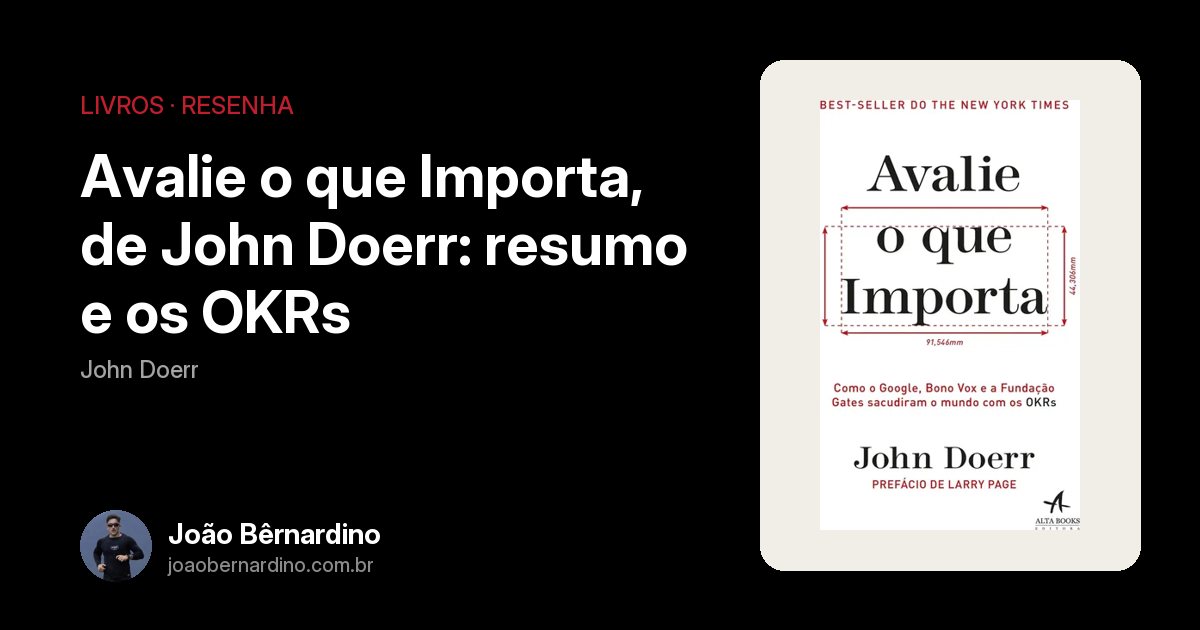 LIVROS · RESENHA
Avalie o que Importa,
de John Doerr: resumo
e os OKRs
John Doerr
João Bêrnardino
joaobernardino.com.br
BEST-SELLER DO THE NEW YORK TIMES
Avalie
o que
Importa
44,306mm
91,546mm
Como o Google, Bono Vox e a Fundação
Gates sacudiram o mundo com os OKRs
John Doerr
PREFÁCIO DE LARRY PAGE
ALTA BOOKS
EDITORA